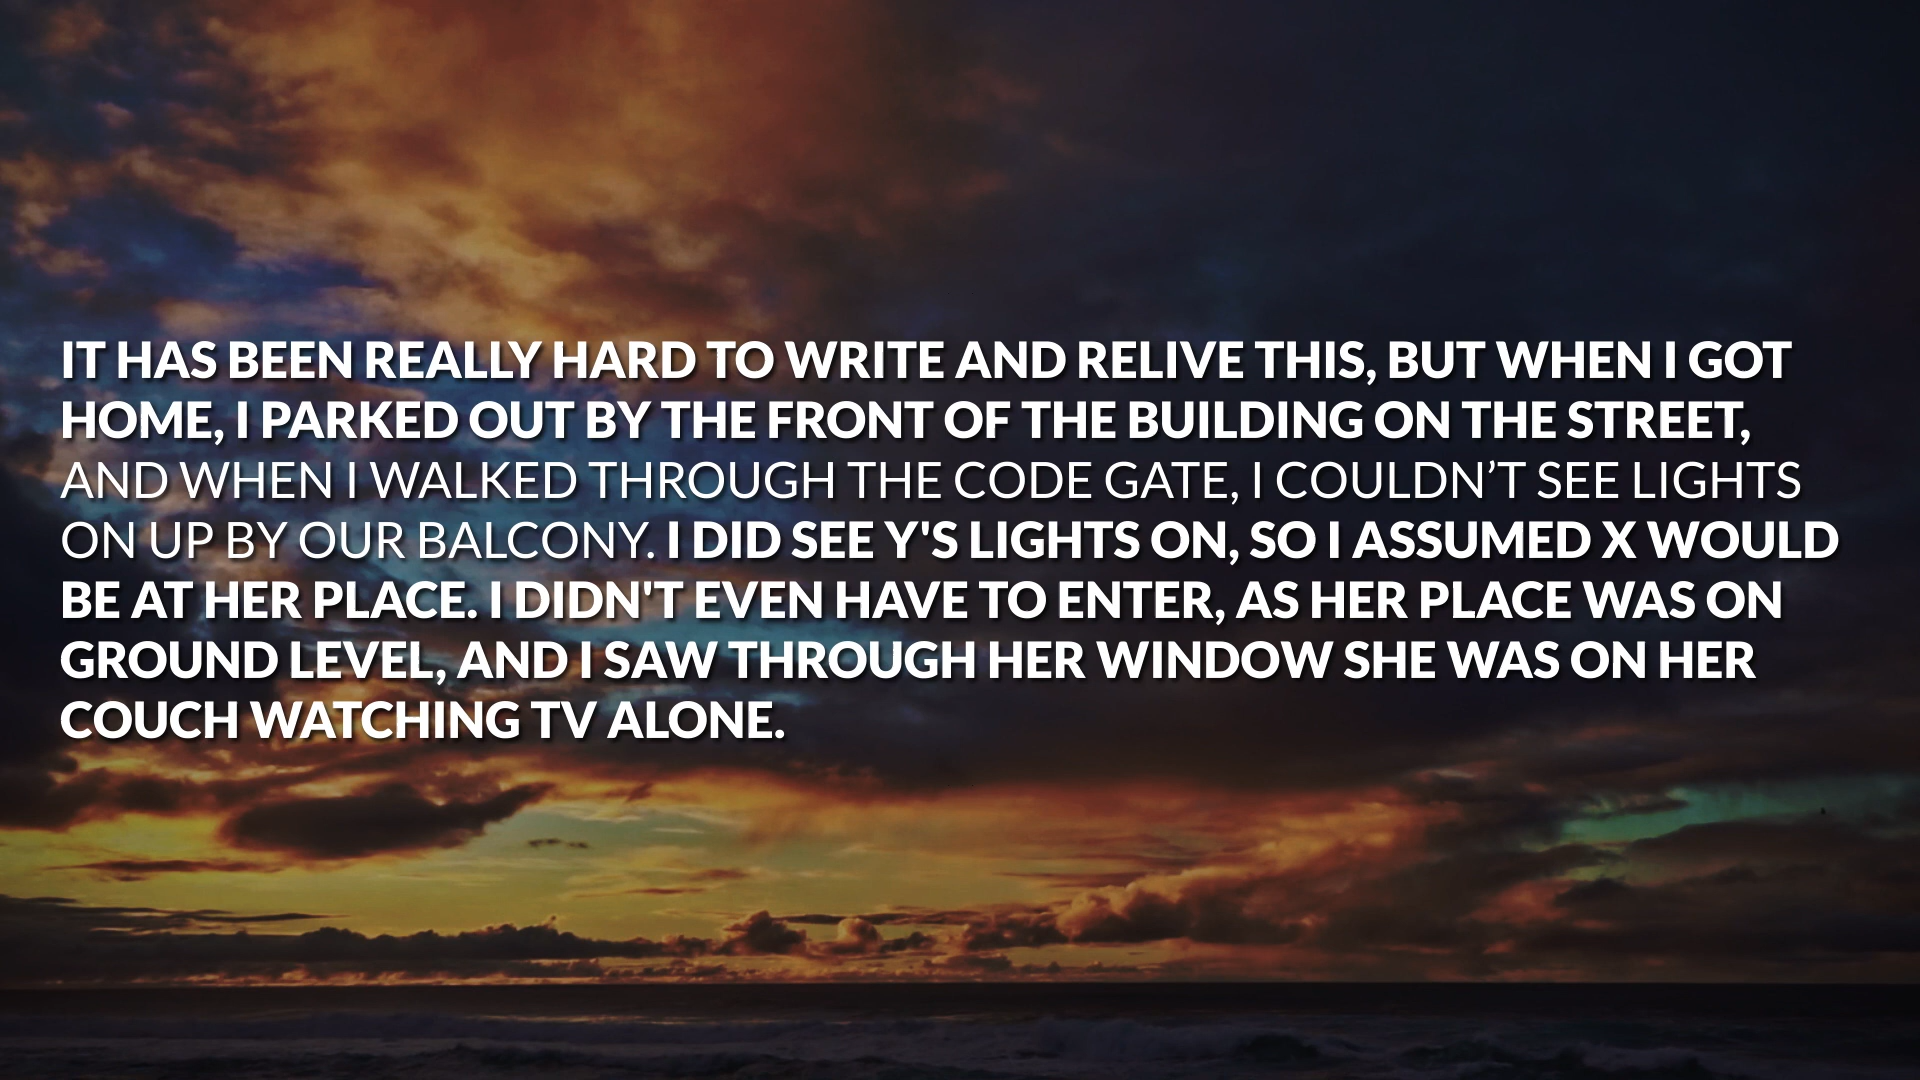 IT HAS BEEN REALLY HARD TO WRITE AND RELIVE THIS, BUT WHEN I GOT
HOME, I PARKED OUT BY THE FRONT OF THE BUILDING ON THE STREET,
AND WHEN I WALKED THROUGH THE CODE GATE, I COULDN’T SEE LIGHTS
ON UP BY OUR BALCONY. I DID SEE Y'S LIGHTS ON, SO I ASSUMED X WOULD
BE AT HER PLACE. I DIDN'T EVEN HAVE TO ENTER, AS HER PLACE WAS ON
GROUND LEVEL, AND I SAW THROUGH HER WINDOW SHE WAS ON HER
COUCH WATCHING TV ALONE.